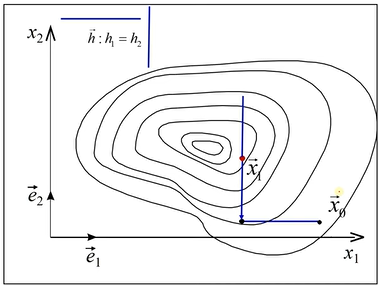 x₂
h⃗ : h₁ = h₂
x⃗₁
e⃗₂
x⃗₀
e⃗₁
x₁